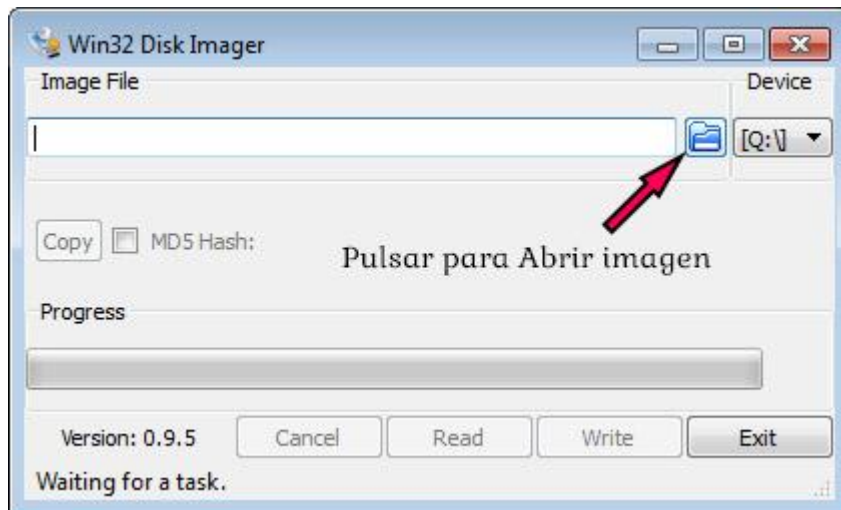 Win32 Disk Imager
Image File
Device
[Q:\]
Copy
MD5 Hash:
Pulsar para Abrir imagen
Progress
Version: 0.9.5
Cancel
Read
Write
Exit
Waiting for a task.